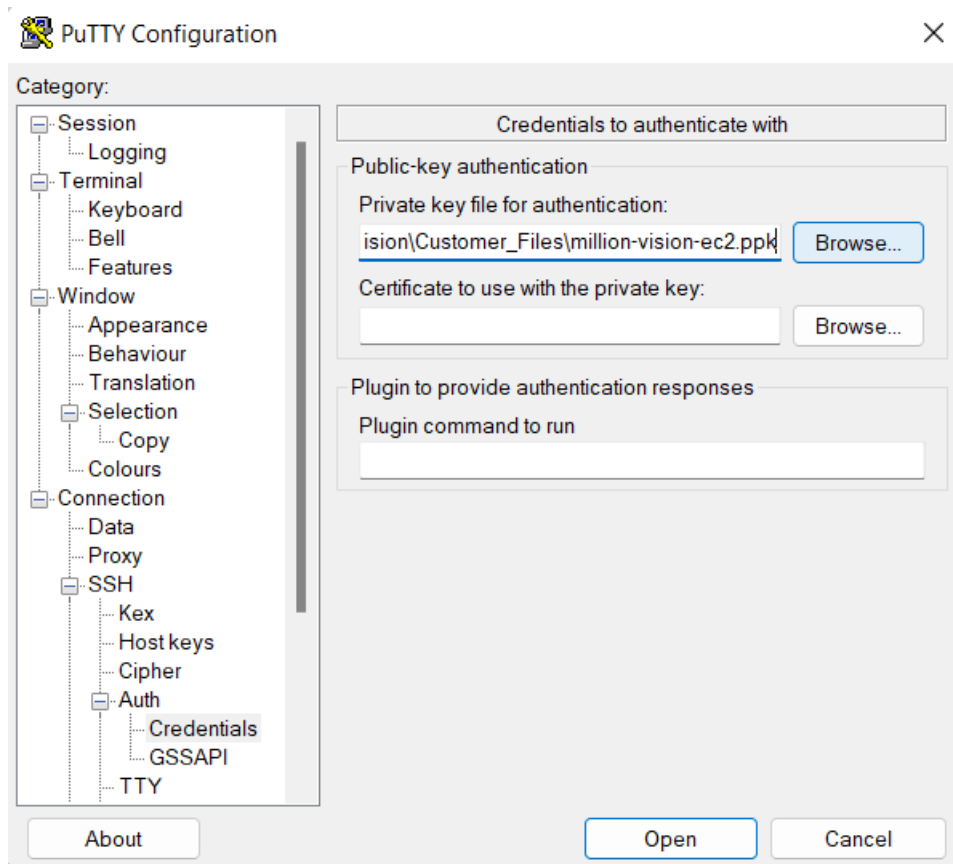 PuTTY Configuration
Category:
Session
Logging
Terminal
Keyboard
Bell
Features
Window
Appearance
Behaviour
Translation
Selection
Copy
Colours
Connection
Data
Proxy
SSH
Kex
Host keys
Cipher
Auth
Credentials
GSSAPI
TTY
Credentials to authenticate with
Public-key authentication
Private key file for authentication:
ision\Customer_Files\million-vision-ec2.ppk
Browse...
Certificate to use with the private key:
Browse...
Plugin to provide authentication responses
Plugin command to run
About
Open
Cancel